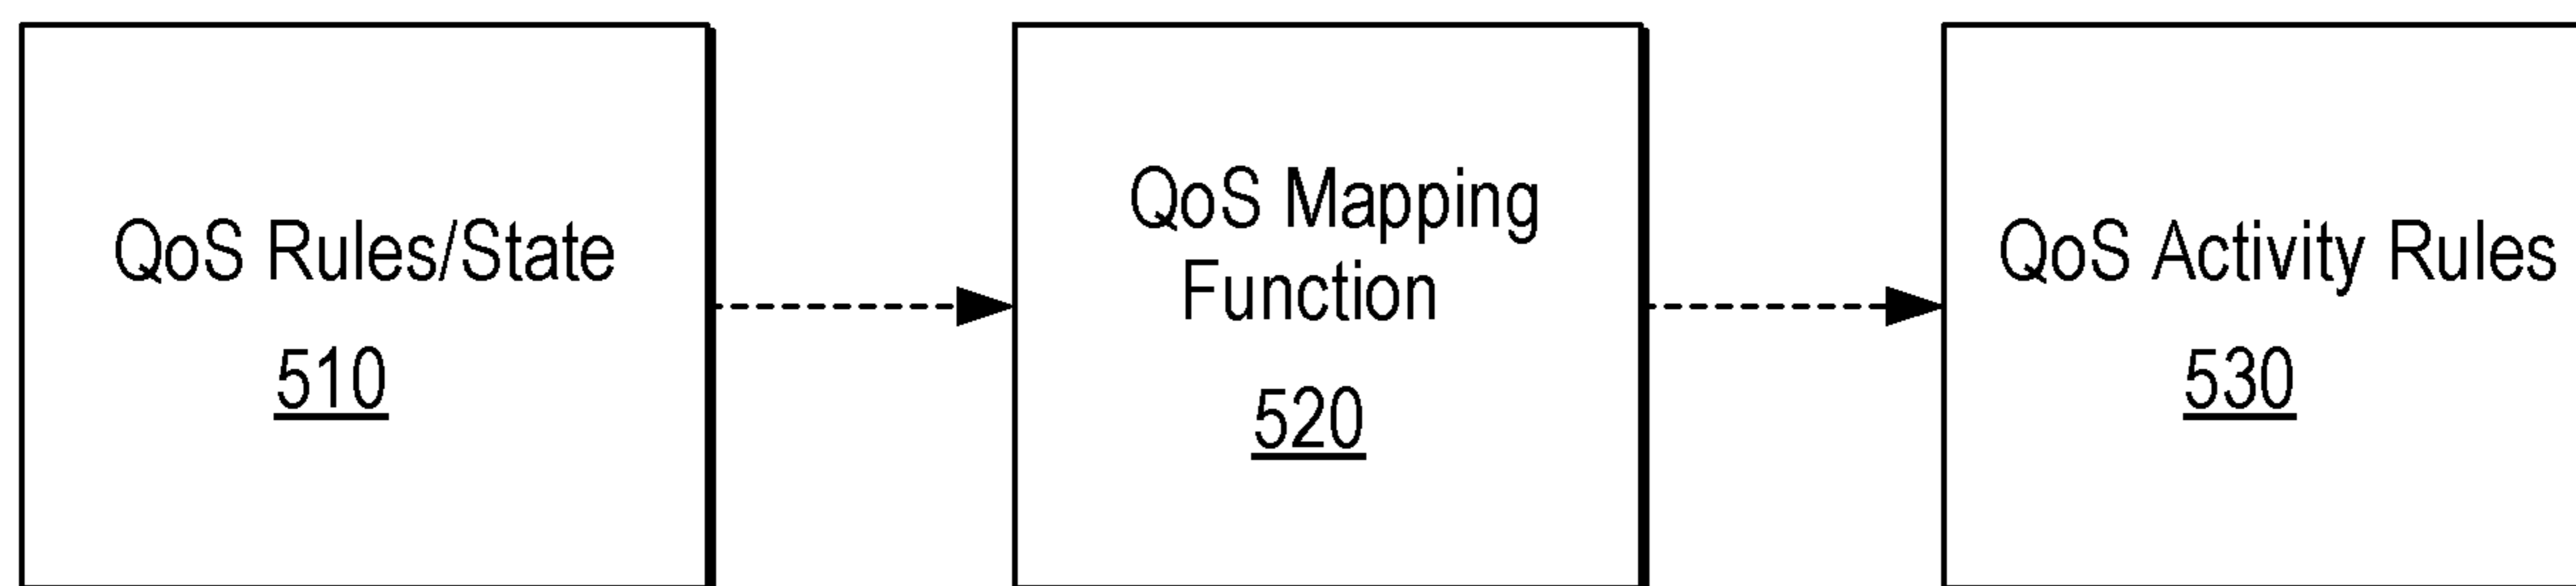 QoS Rules/State
510
QoS Mapping
Function
520
QoS Activity Rules
530